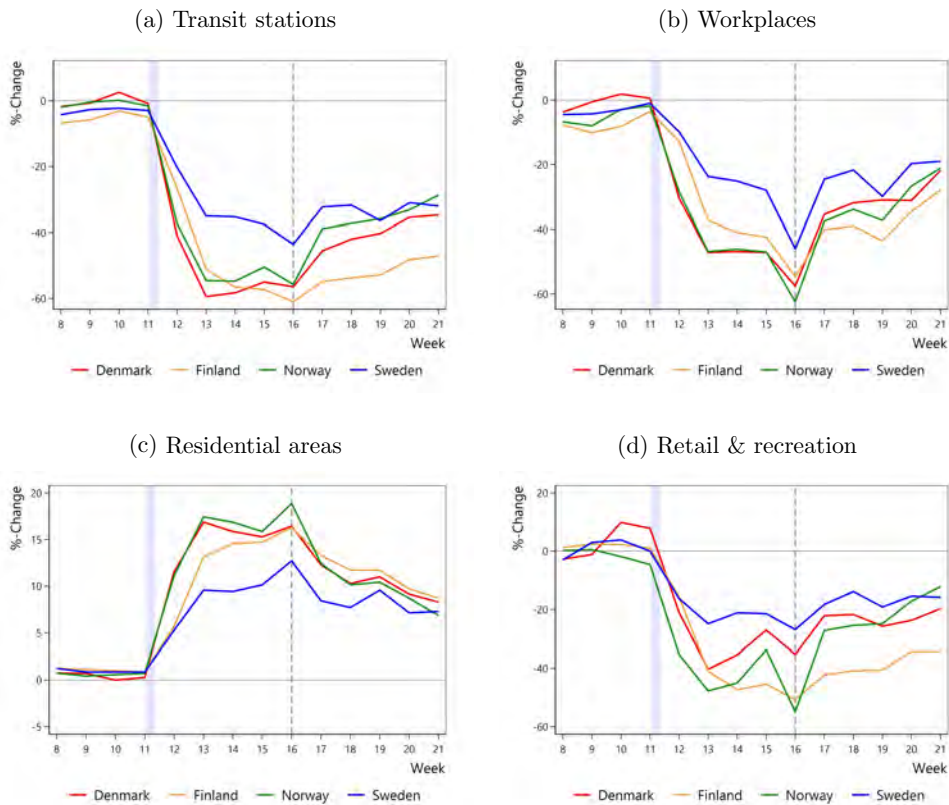 (a) Transit stations
%-Change
0
-20
-40
-60
8 9 10 11 12 13 14 15 16 17 18 19 20 21
Week
Denmark Finland Norway Sweden
(b) Workplaces
%-Change
0
-20
-40
-60
8 9 10 11 12 13 14 15 16 17 18 19 20 21
Week
Denmark Finland Norway Sweden
(c) Residential areas
%-Change
20
15
10
5
0
-5
8 9 10 11 12 13 14 15 16 17 18 19 20 21
Week
Denmark Finland Norway Sweden
(d) Retail & recreation
%-Change
20
0
-20
-40
-60
8 9 10 11 12 13 14 15 16 17 18 19 20 21
Week
Denmark Finland Norway Sweden